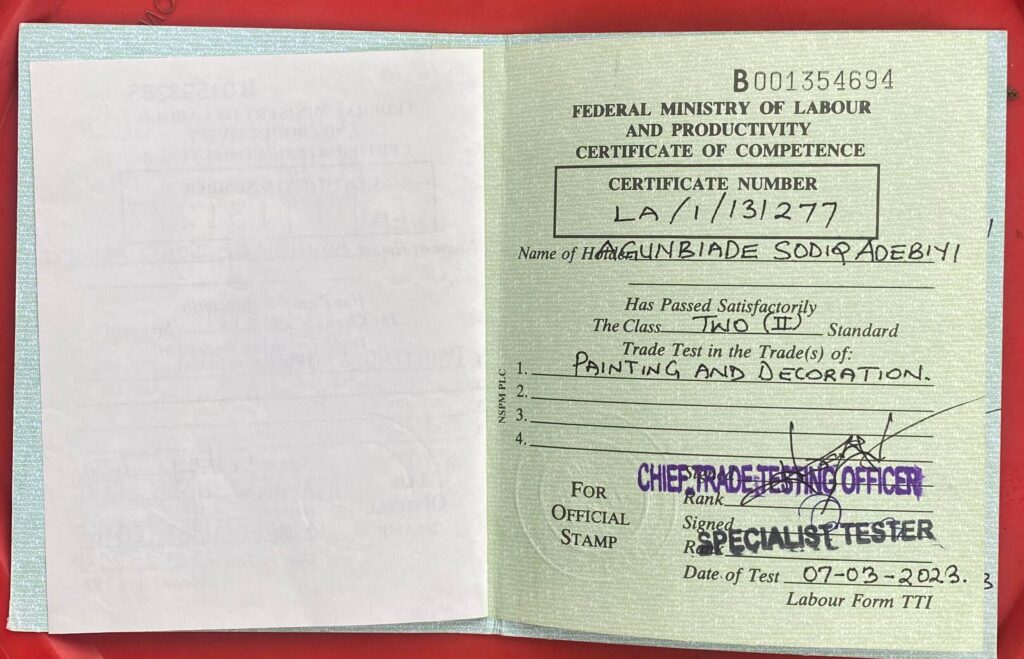 B001354694
FEDERAL MINISTRY OF LABOUR
AND PRODUCTIVITY
CERTIFICATE OF COMPETENCE
CERTIFICATE NUMBER
LA/1/131277
Name of Holder AGUNBIADE SODIQ ADEBIYI
Has Passed Satisfactorily
The Class TWO (II) Standard
Trade Test in the Trade(s) of:
1. PAINTING AND DECORATION.
2.
3.
4.
NSPM PLC
FOR
OFFICIAL
STAMP
CHIEF TRADE TESTING OFFICER
Rank
Signed
SPECIALIST TESTER
Date of Test 07-03-2023.
Labour Form TTI